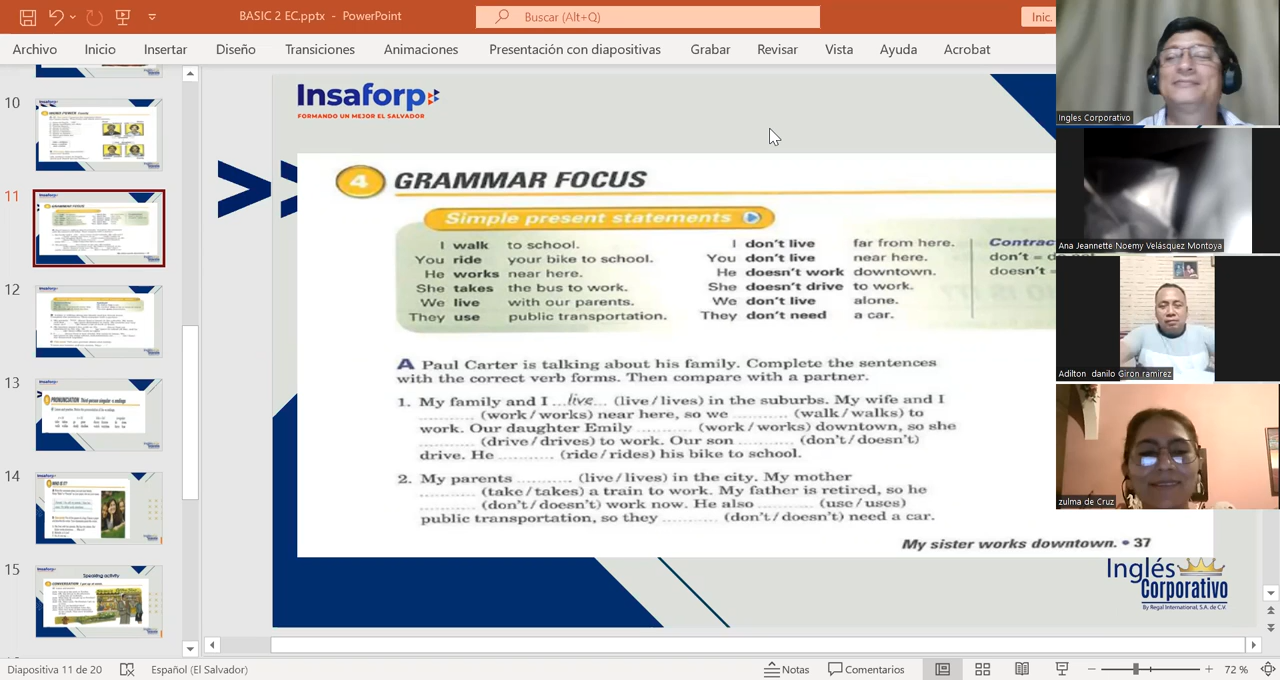 BASIC 2 EC.pptx - PowerPoint
Buscar (Alt+Q)
Inic.
Archivo Inicio Insertar Diseño Transiciones Animaciones Presentación con diapositivas Grabar Revisar Vista Ayuda Acrobat
10
11
12
13
14
15
Insaforp
FORMANDO UN MEJOR EL SALVADOR
4 GRAMMAR FOCUS
Simple present statements
I walk to school. I don't live far from here. Contrac
You ride your bike to school. You don't live near here. don't =
He works near here. He doesn't work downtown. doesn't =
She takes the bus to work. She doesn't drive to work.
We live with our parents. We don't live alone.
They use public transportation. They don't need a car.
A Paul Carter is talking about his family. Complete the sentences
with the correct verb forms. Then compare with a partner.
1. My family and I ...live... (live/lives) in the suburbs. My wife and I
.......... (work/works) near here, so we .......... (walk/walks) to
work. Our daughter Emily .......... (work/works) downtown, so she
.......... (drive/drives) to work. Our son .......... (don't/doesn't)
drive. He .......... (ride/rides) his bike to school.
2. My parents .......... (live/lives) in the city. My mother
.......... (take/takes) a train to work. My father is retired, so he
.......... (don't/doesn't) work now. He also .......... (use/uses)
public transportation, so they .......... (don't/doesn't) need a car.
My sister works downtown. • 37
Inglés
Corporativo
By Regal International, S.A. de C.V.
Ingles Corporativo
Ana Jeannette Noemy Velásquez Montoya
Adilton danilo Giron ramirez
zulma de Cruz
Diapositiva 11 de 20 Español (El Salvador) Notas Comentarios 72 %